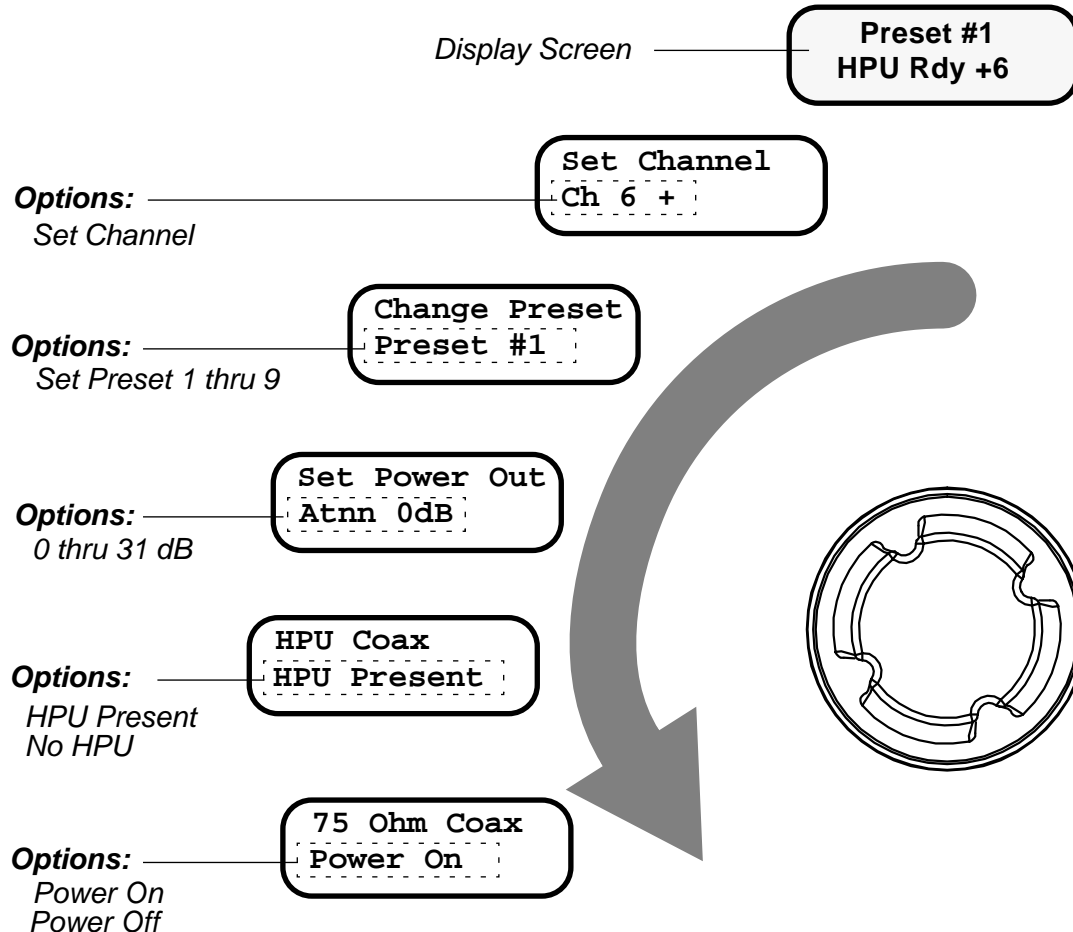 Display Screen
Preset #1
HPU Rdy +6
Set Channel
Ch 6 +
Options:
Set Channel
Change Preset
Preset #1
Options:
Set Preset 1 thru 9
Set Power Out
Atnn 0dB
Options:
0 thru 31 dB
HPU Coax
HPU Present
Options:
HPU Present
No HPU
75 Ohm Coax
Power On
Options:
Power On
Power Off